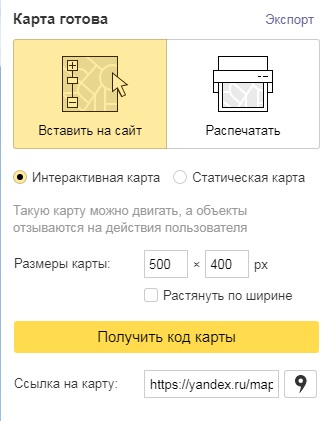 Карта готова Экспорт
Вставить на сайт Распечатать
Интерактивная карта Статическая карта
Такую карту можно двигать, а объекты
отзываются на действия пользователя
Размеры карты: 500 × 400 px
Растянуть по ширине
Получить код карты
Ссылка на карту: https://yandex.ru/map